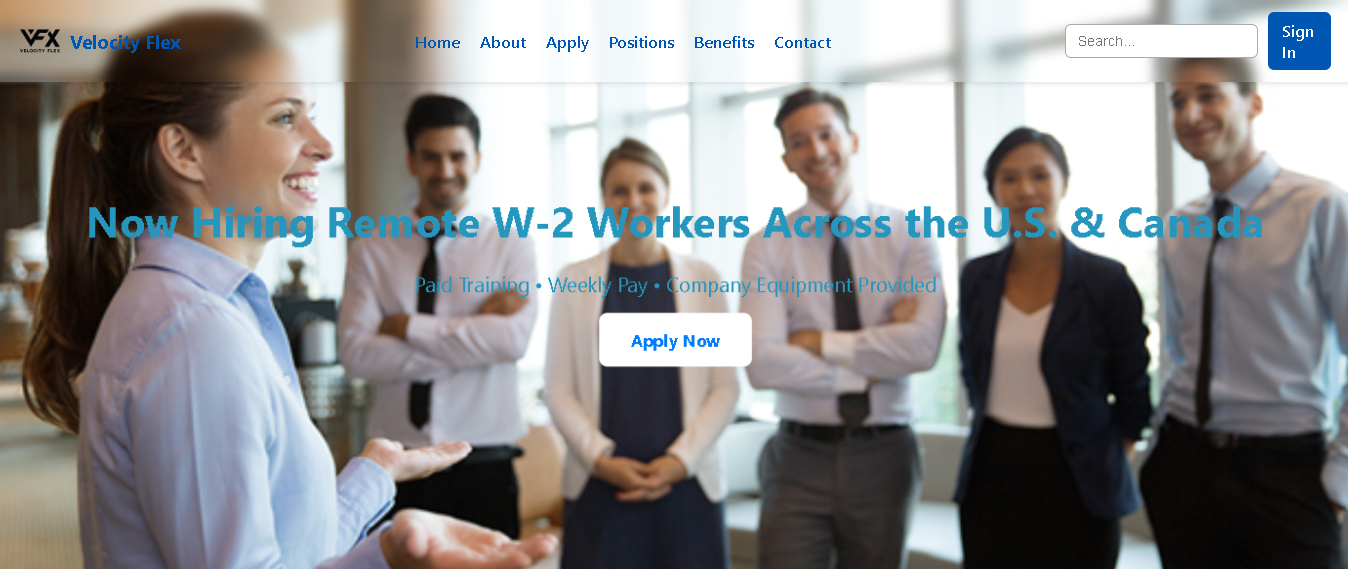 VFX
VELOCITY FLEX
Velocity Flex
Home About Apply Positions Benefits Contact
Search...
Sign
In
Now Hiring Remote W-2 Workers Across the U.S. & Canada
Paid Training • Weekly Pay • Company Equipment Provided
Apply Now